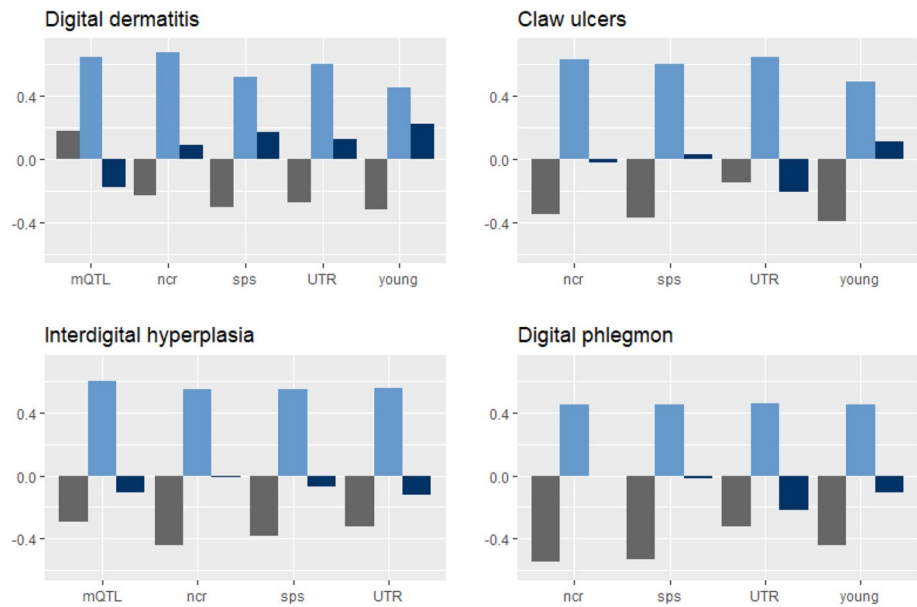 Digital dermatitis
0.4
0.0
-0.4
mQTL ncr sps UTR young
Claw ulcers
0.4
0.0
-0.4
ncr sps UTR young
Interdigital hyperplasia
0.4
0.0
-0.4
mQTL ncr sps UTR
Digital phlegmon
0.4
0.0
-0.4
ncr sps UTR young